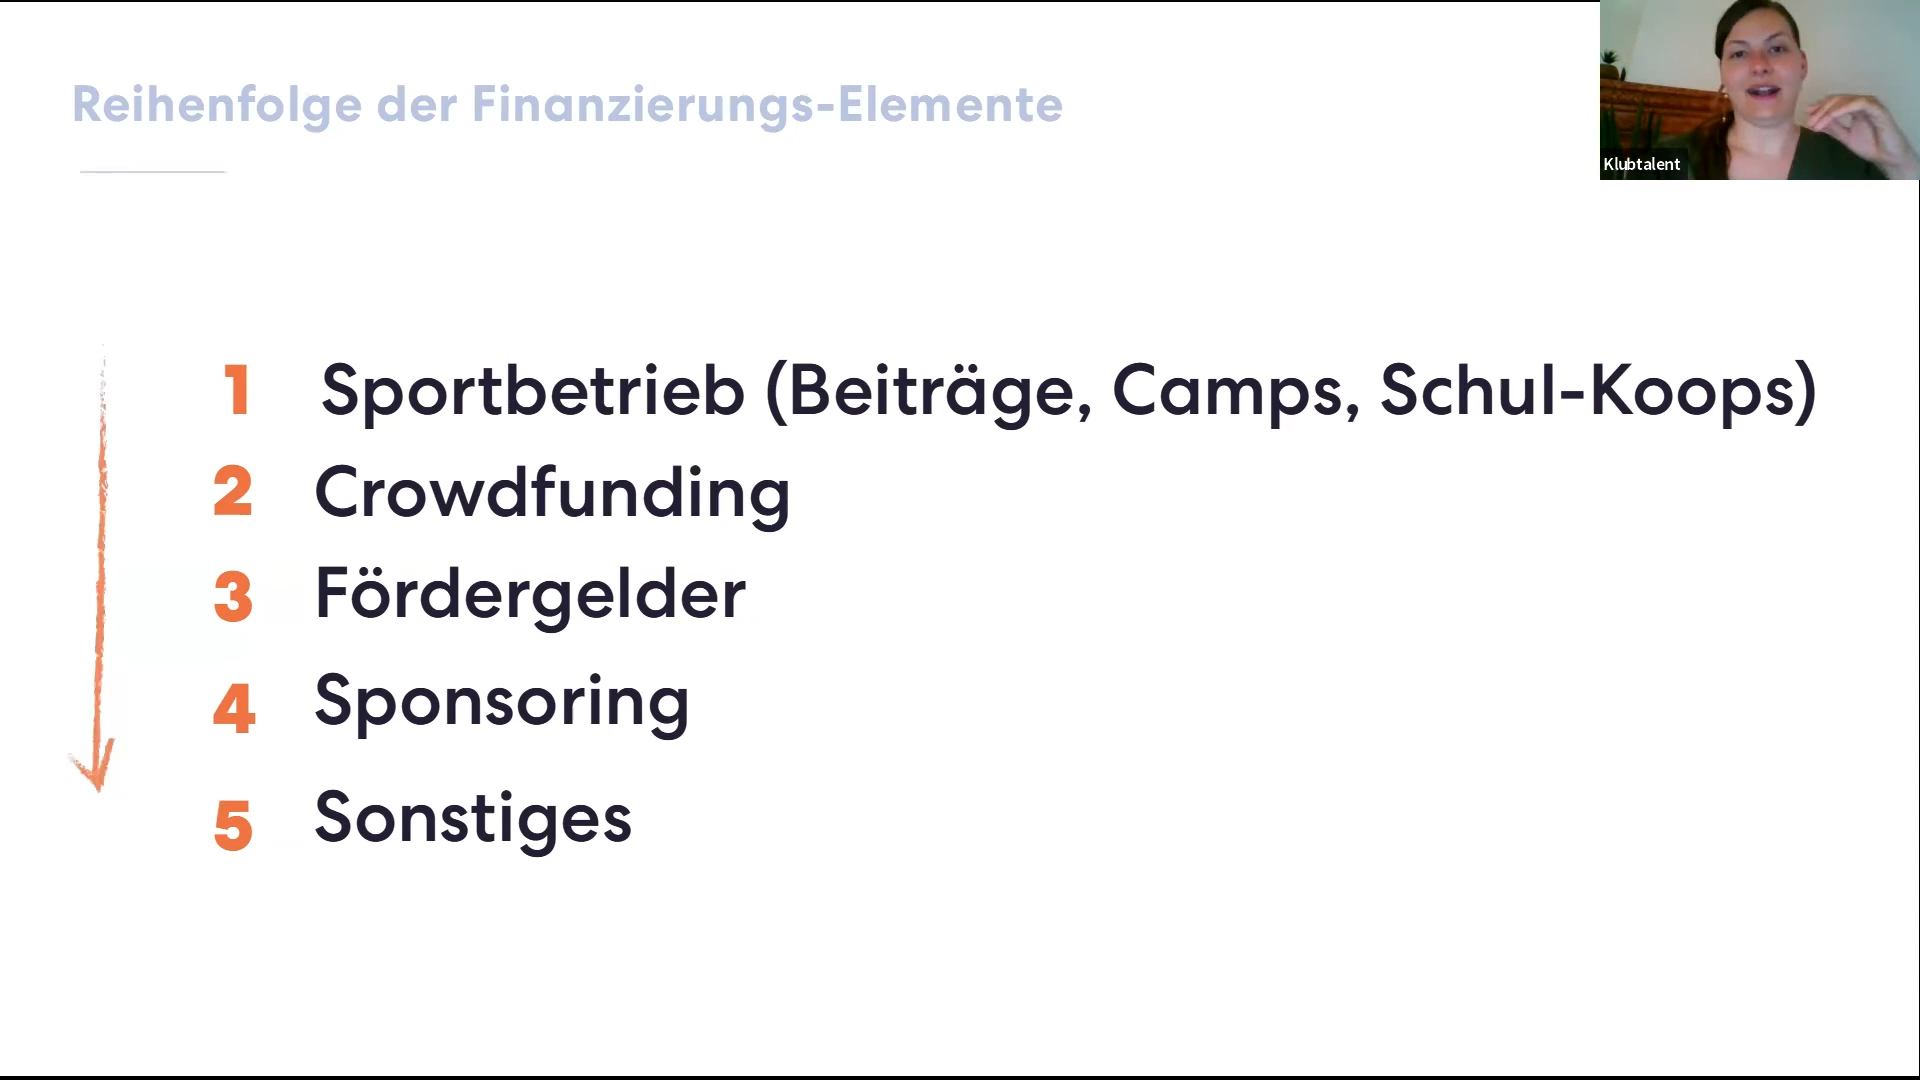 Reihenfolge der Finanzierungs-Elemente
Klubtalent
1 Sportbetrieb (Beiträge, Camps, Schul-Koops)
2 Crowdfunding
3 Fördergelder
4 Sponsoring
5 Sonstiges